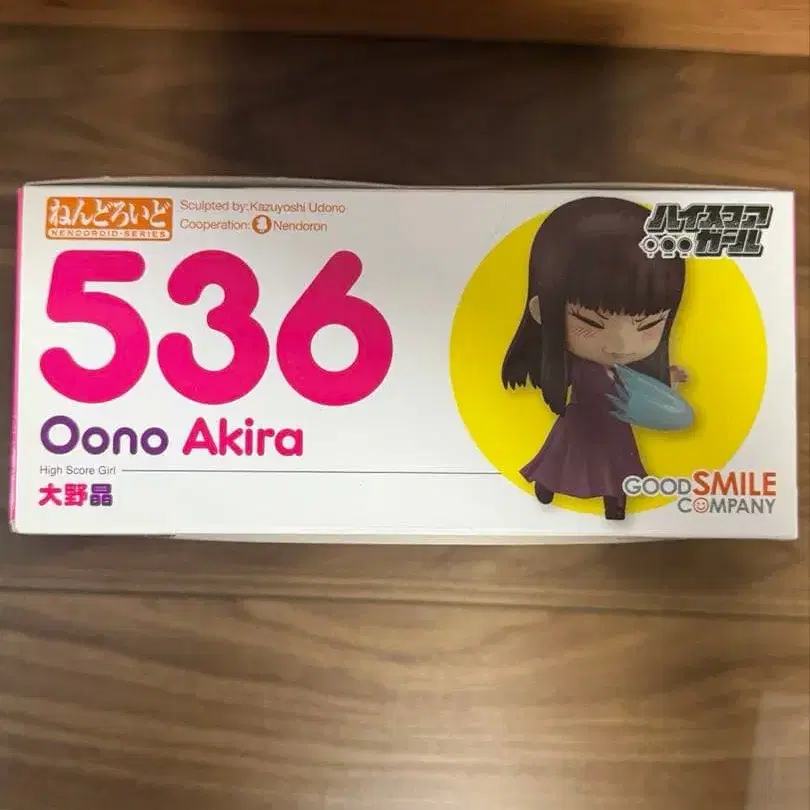 ねんどろいど
NENDOROID-SERIES
Sculpted by:Kazuyoshi Udono
Cooperation: Nendoron
536
Oono Akira
High Score Girl
大野晶
ハイスコア
ガール
GOOD SMILE
COMPANY